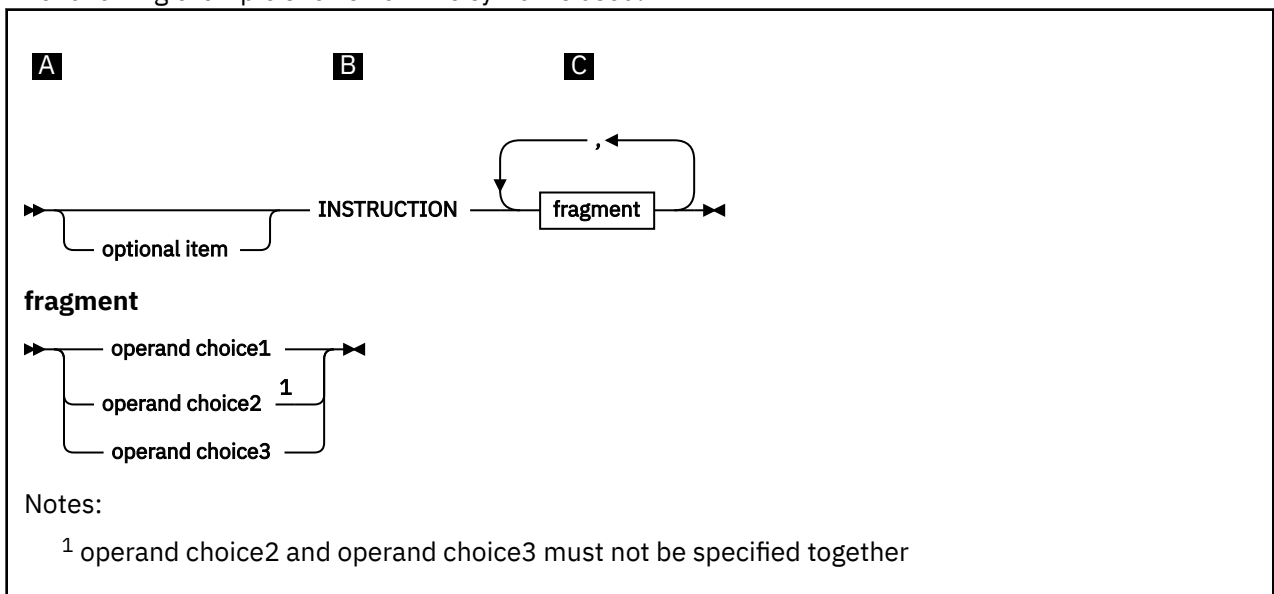 A B C
,
INSTRUCTION fragment
optional item
fragment
operand choice1
1
operand choice2
operand choice3
Notes:
1 operand choice2 and operand choice3 must not be specified together